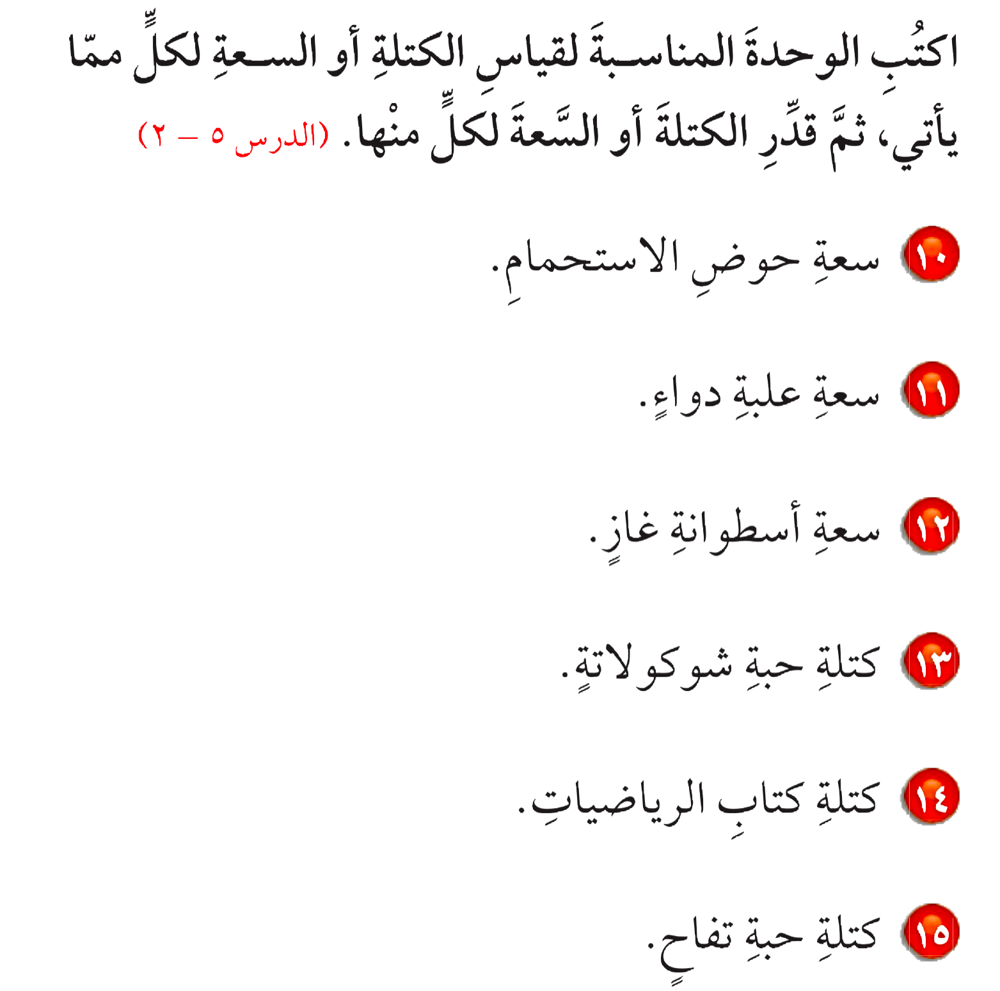 اكتُبِ الوحدةَ المناسـبةَ لقياسِ الكتلةِ أو السـعةِ لكلٍّ ممّا
يأتي، ثمَّ قدِّرِ الكتلةَ أو السَّعةَ لكلٍّ منْها. (الدرس ٥ – ٢)
١٠ سعةِ حوضِ الاستحمامِ.
١١ سعةِ علبةِ دواءٍ.
١٢ سعةِ أسطوانةِ غازٍ.
١٣ كتلةِ حبةِ شوكولاتةٍ.
١٤ كتلةِ كتابِ الرياضياتِ.
١٥ كتلةِ حبةِ تفاحٍ.